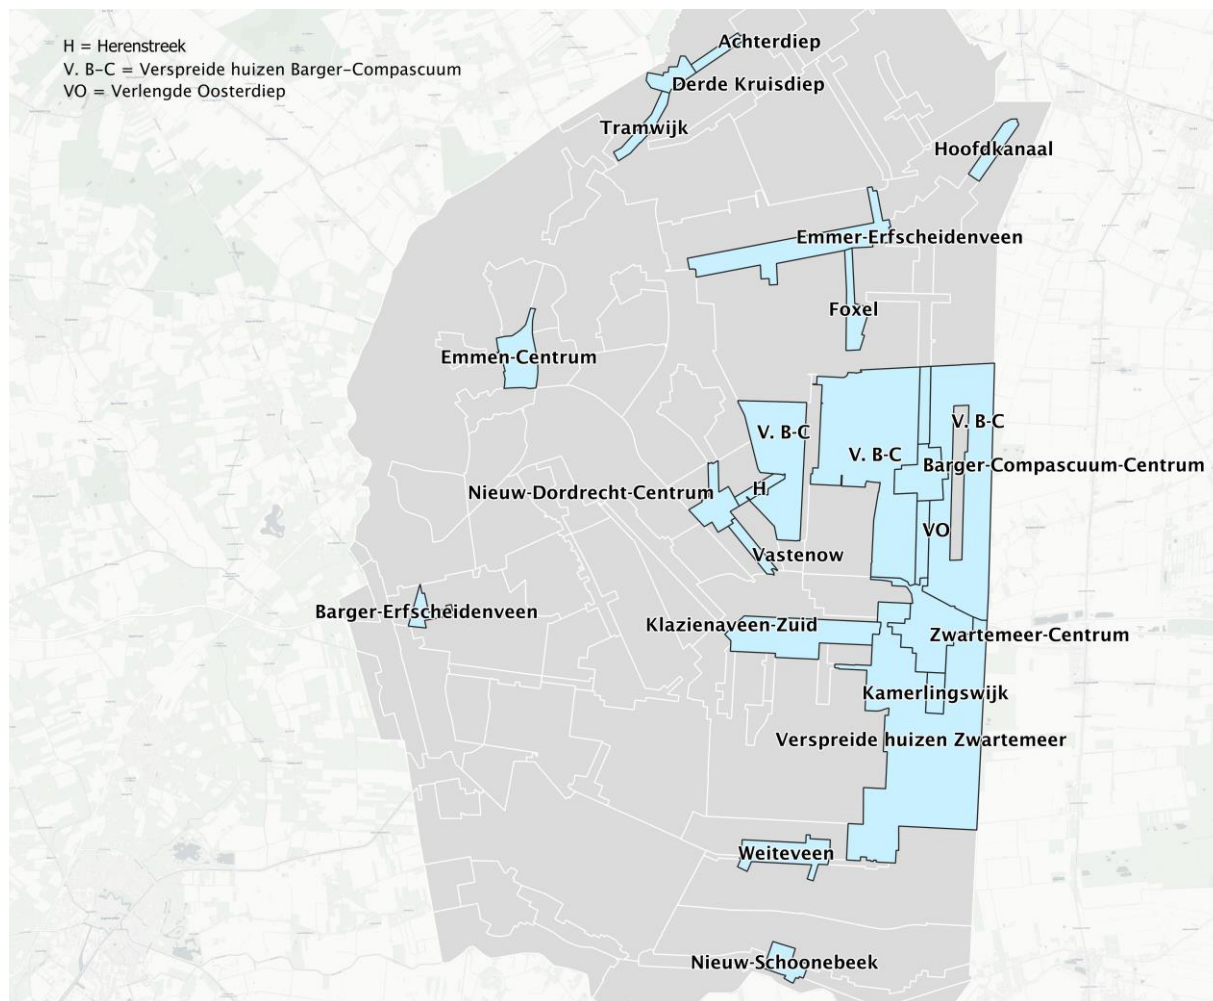 H = Herenstreek
V. B-C = Verspreide huizen Barger-Compascuum
VO = Verlengde Oosterdiep
Achterdiep
Derde Kruisdiep
Tramwijk
Hoofdkanaal
Emmer-Erfscheidenveen
Foxel
Emmen-Centrum
V. B-C
V. B-C
V. B-C
Barger-Compascuum-Centrum
Nieuw-Dordrecht-Centrum
H
VO
Vastenow
Barger-Erfscheidenveen
Klazienaveen-Zuid
Zwartemeer-Centrum
Kamerlingswijk
Verspreide huizen Zwartemeer
Weiteveen
Nieuw-Schoonebeek